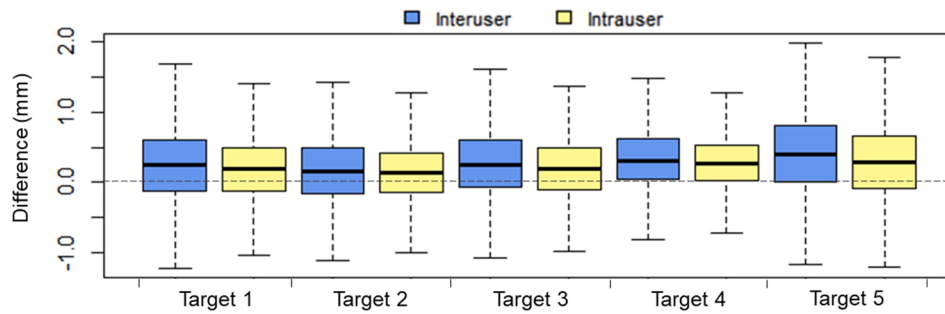 Interuser Intrauser
Difference (mm)
2.0
1.0
0.0
-1.0
Target 1 Target 2 Target 3 Target 4 Target 5